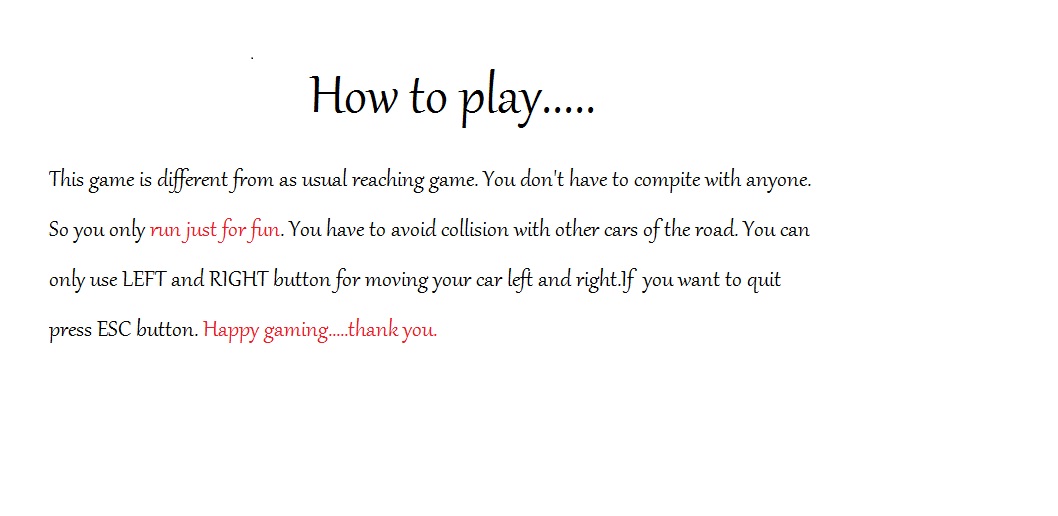 How to play.....
This game is different from as usual reaching game. You don't have to compite with anyone.
So you only run just for fun. You have to avoid collision with other cars of the road. You can
only use LEFT and RIGHT button for moving your car left and right.If you want to quit
press ESC button. Happy gaming.....thank you.